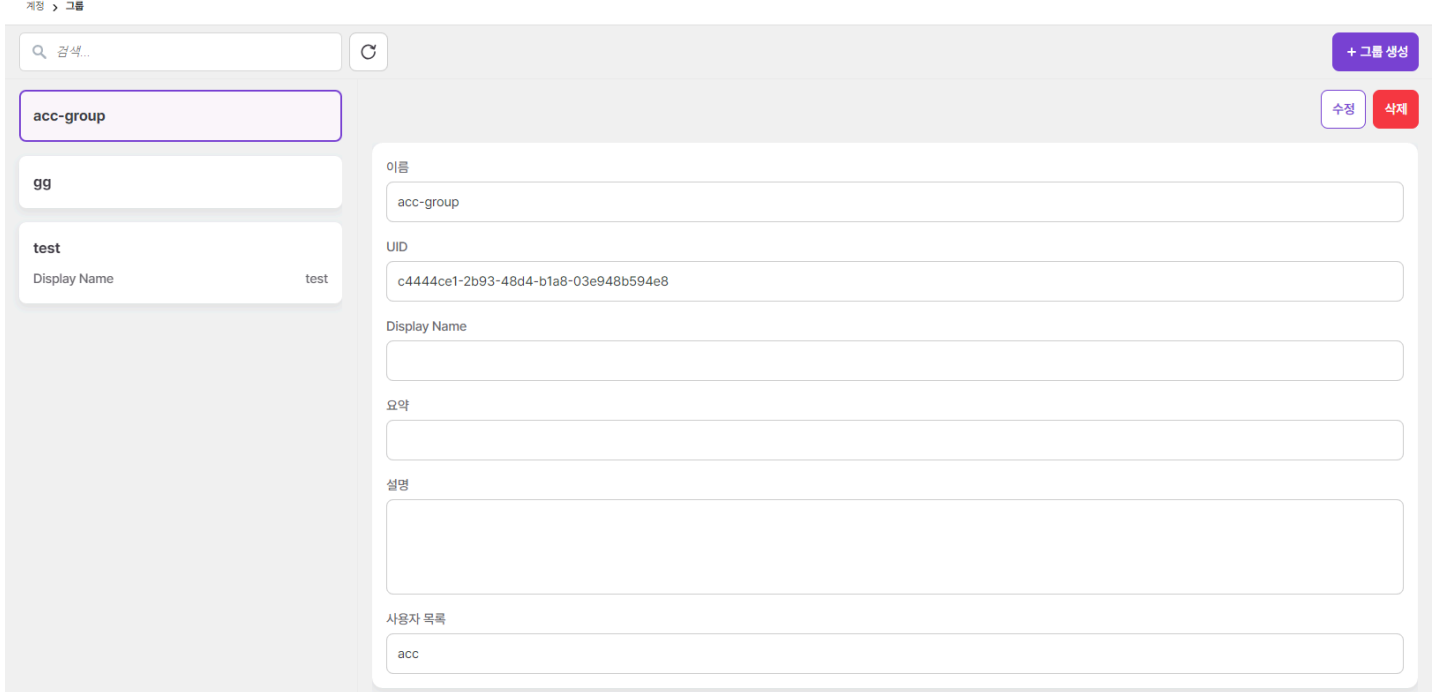 계정 > 그룹
검색...
+ 그룹 생성
acc-group
gg
test
Display Name test
수정 삭제
이름
acc-group
UID
c4444ce1-2b93-48d4-b1a8-03e948b594e8
Display Name
요약
설명
사용자 목록
acc